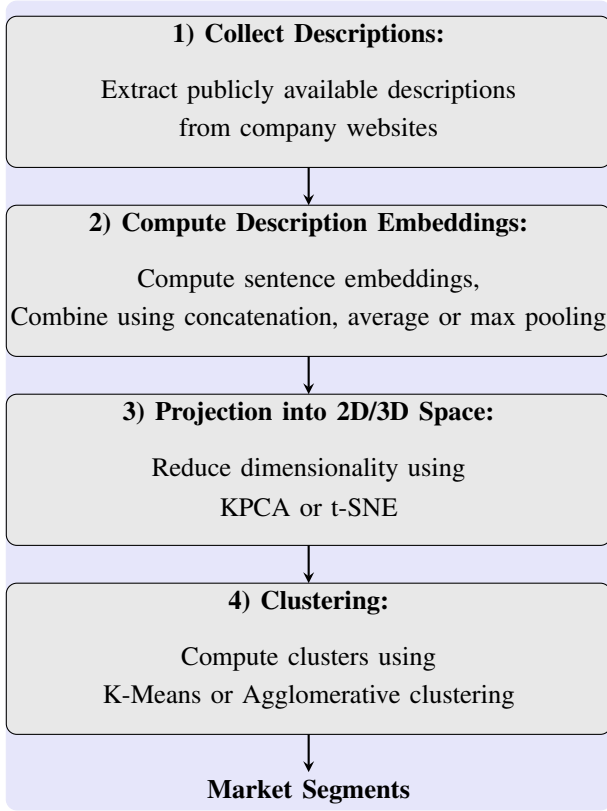 1) Collect Descriptions:
Extract publicly available descriptions
from company websites
2) Compute Description Embeddings:
Compute sentence embeddings,
Combine using concatenation, average or max pooling
3) Projection into 2D/3D Space:
Reduce dimensionality using
KPCA or t-SNE
4) Clustering:
Compute clusters using
K-Means or Agglomerative clustering
Market Segments